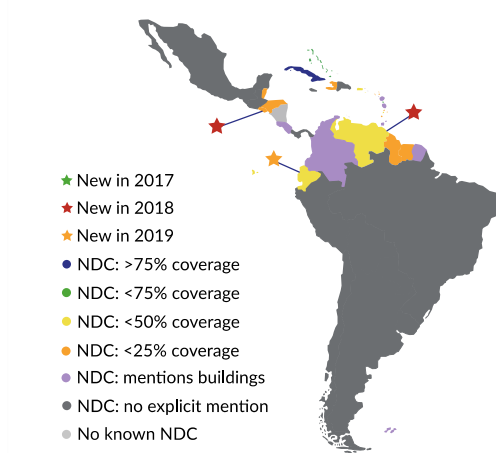 New in 2017
New in 2018
New in 2019
NDC: >75% coverage
NDC: <75% coverage
NDC: <50% coverage
NDC: <25% coverage
NDC: mentions buildings
NDC: no explicit mention
No known NDC